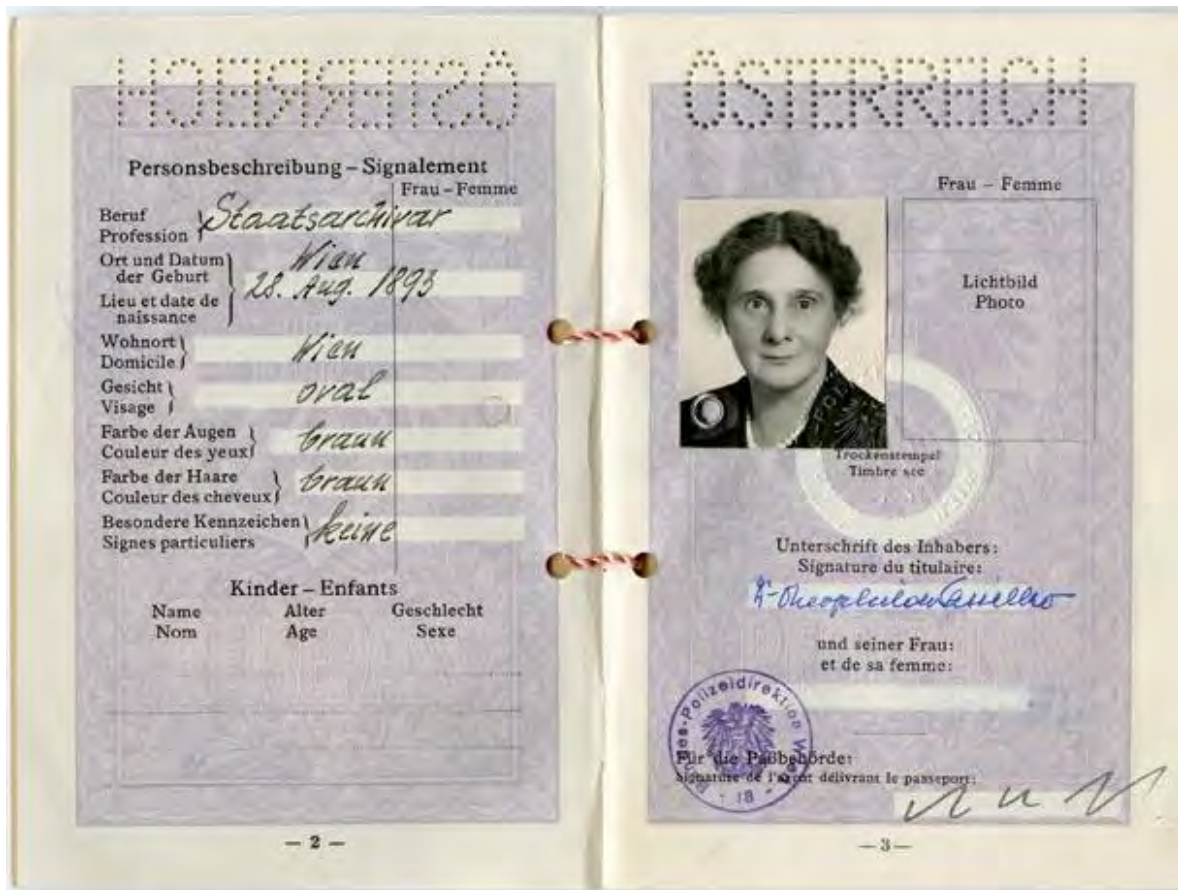 ÖSTERREICH
Personsbeschreibung – Signalement
Frau – Femme
Beruf
Profession
Staatsarchivar
Ort und Datum
der Geburt
Lieu et date de
naissance
Wien
28. Aug. 1893
Wohnort
Domicile
Wien
Gesicht
Visage
oval
Farbe der Augen
Couleur des yeux
braun
Farbe der Haare
Couleur des cheveux
braun
Besondere Kennzeichen
Signes particuliers
keine
Kinder – Enfants
Name Alter Geschlecht
Nom Age Sexe
— 2 —
ÖSTERREICH
Frau – Femme
Lichtbild
Photo
Trockenstempel
Timbre sec
Unterschrift des Inhabers:
Signature du titulaire:
und seiner Frau:
et de sa femme:
Bundes-Polizeidirektion Wien
18
Für die Paßbehörde:
Signature de l'agent délivrant le passeport:
— 3 —